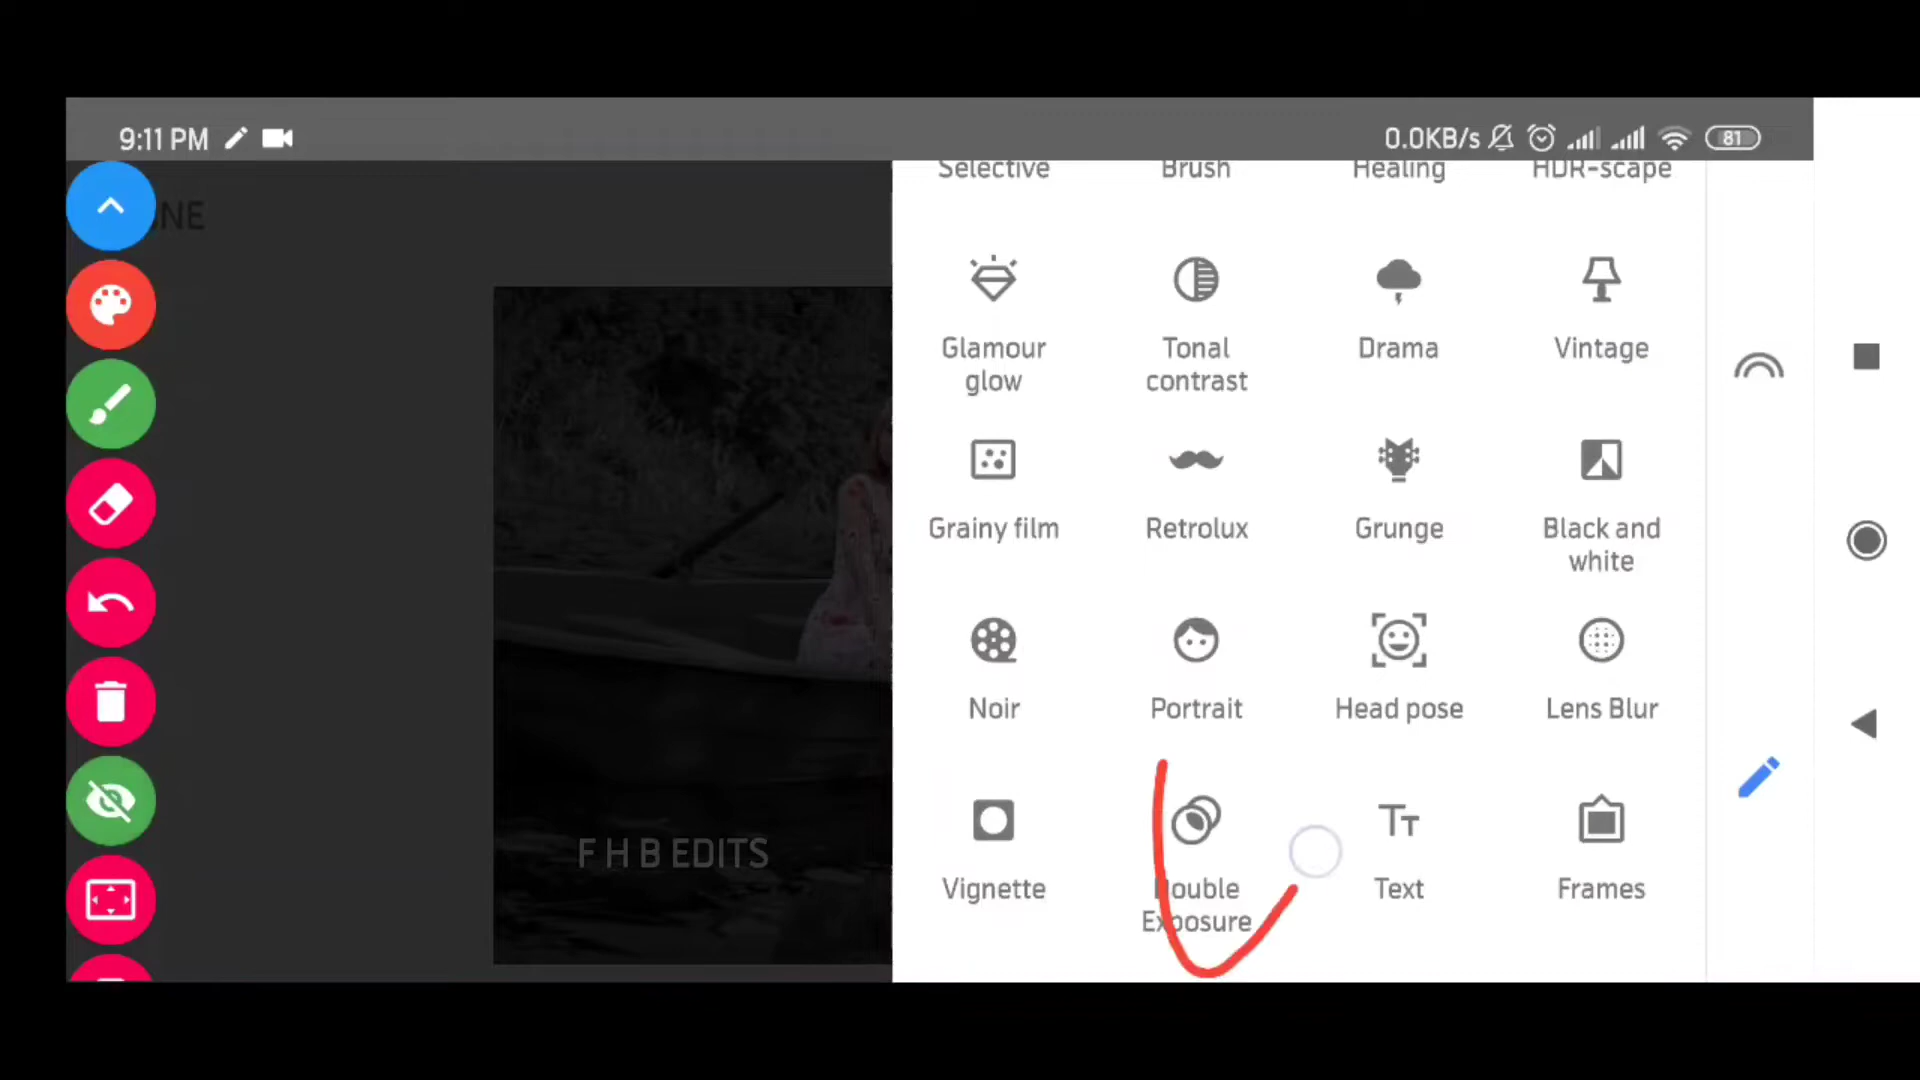 9:11 PM 0.0KB/s 81
Selective Brush Healing HDR-scape
Glamour glow
Tonal contrast
Drama
Vintage
Grainy film
Retrolux
Grunge
Black and white
Noir
Portrait
Head pose
Lens Blur
Vignette
Double Exposure
Text
Frames
F H B EDITS